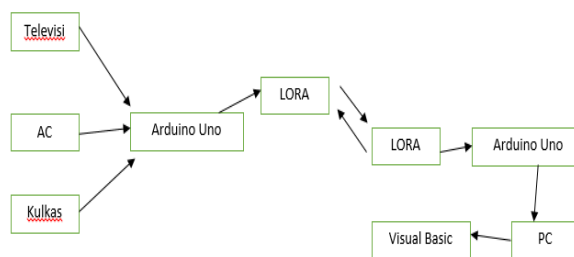 Televisi
AC
Kulkas
Arduino Uno
LORA
LORA
Arduino Uno
PC
Visual Basic